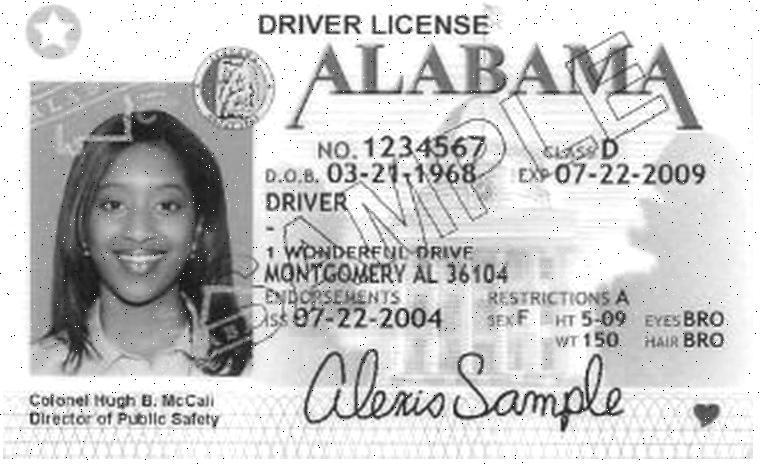 DRIVER LICENSE
ALABAMA
NO. 1234567 CLASS D
D.O.B. 03-21-1968 EXP 07-22-2009
DRIVER
-
1 WONDERFUL DRIVE
MONTGOMERY AL 36104
ENDORSEMENTS RESTRICTIONS A
ISS 07-22-2004 SEX F HT 5-09 EYES BRO
WT 150 HAIR BRO
SAMPLE
Alexis Sample
Colonel Hugh B. McCall
Director of Public Safety